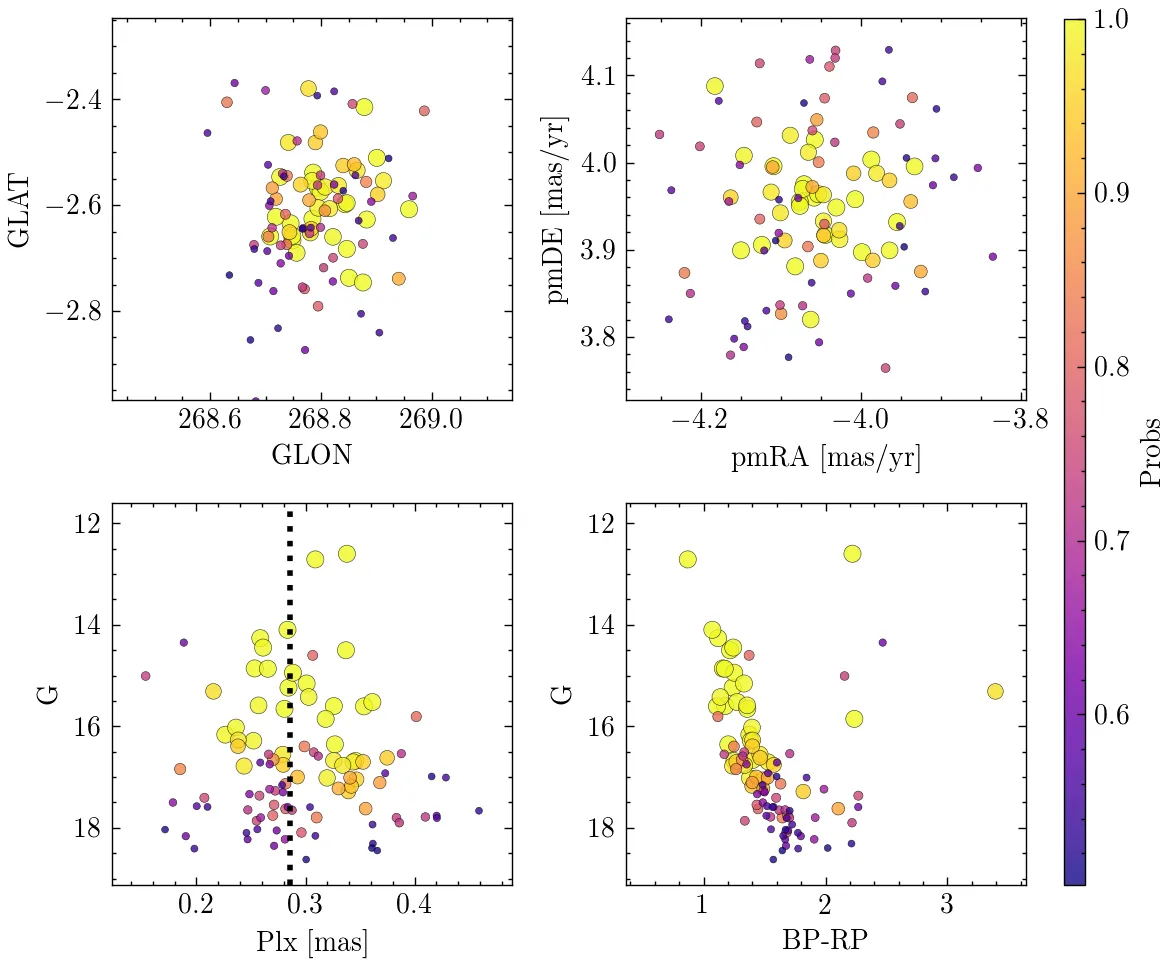 −2.4
−2.6
−2.8
GLAT
268.6 268.8 269.0
GLON
4.1
4.0
3.9
3.8
pmDE [mas/yr]
−4.2 −4.0 −3.8
pmRA [mas/yr]
12
14
16
18
G
0.2 0.3 0.4
Plx [mas]
12
14
16
18
G
1 2 3
BP-RP
1.0
0.9
0.8
0.7
0.6
Probs